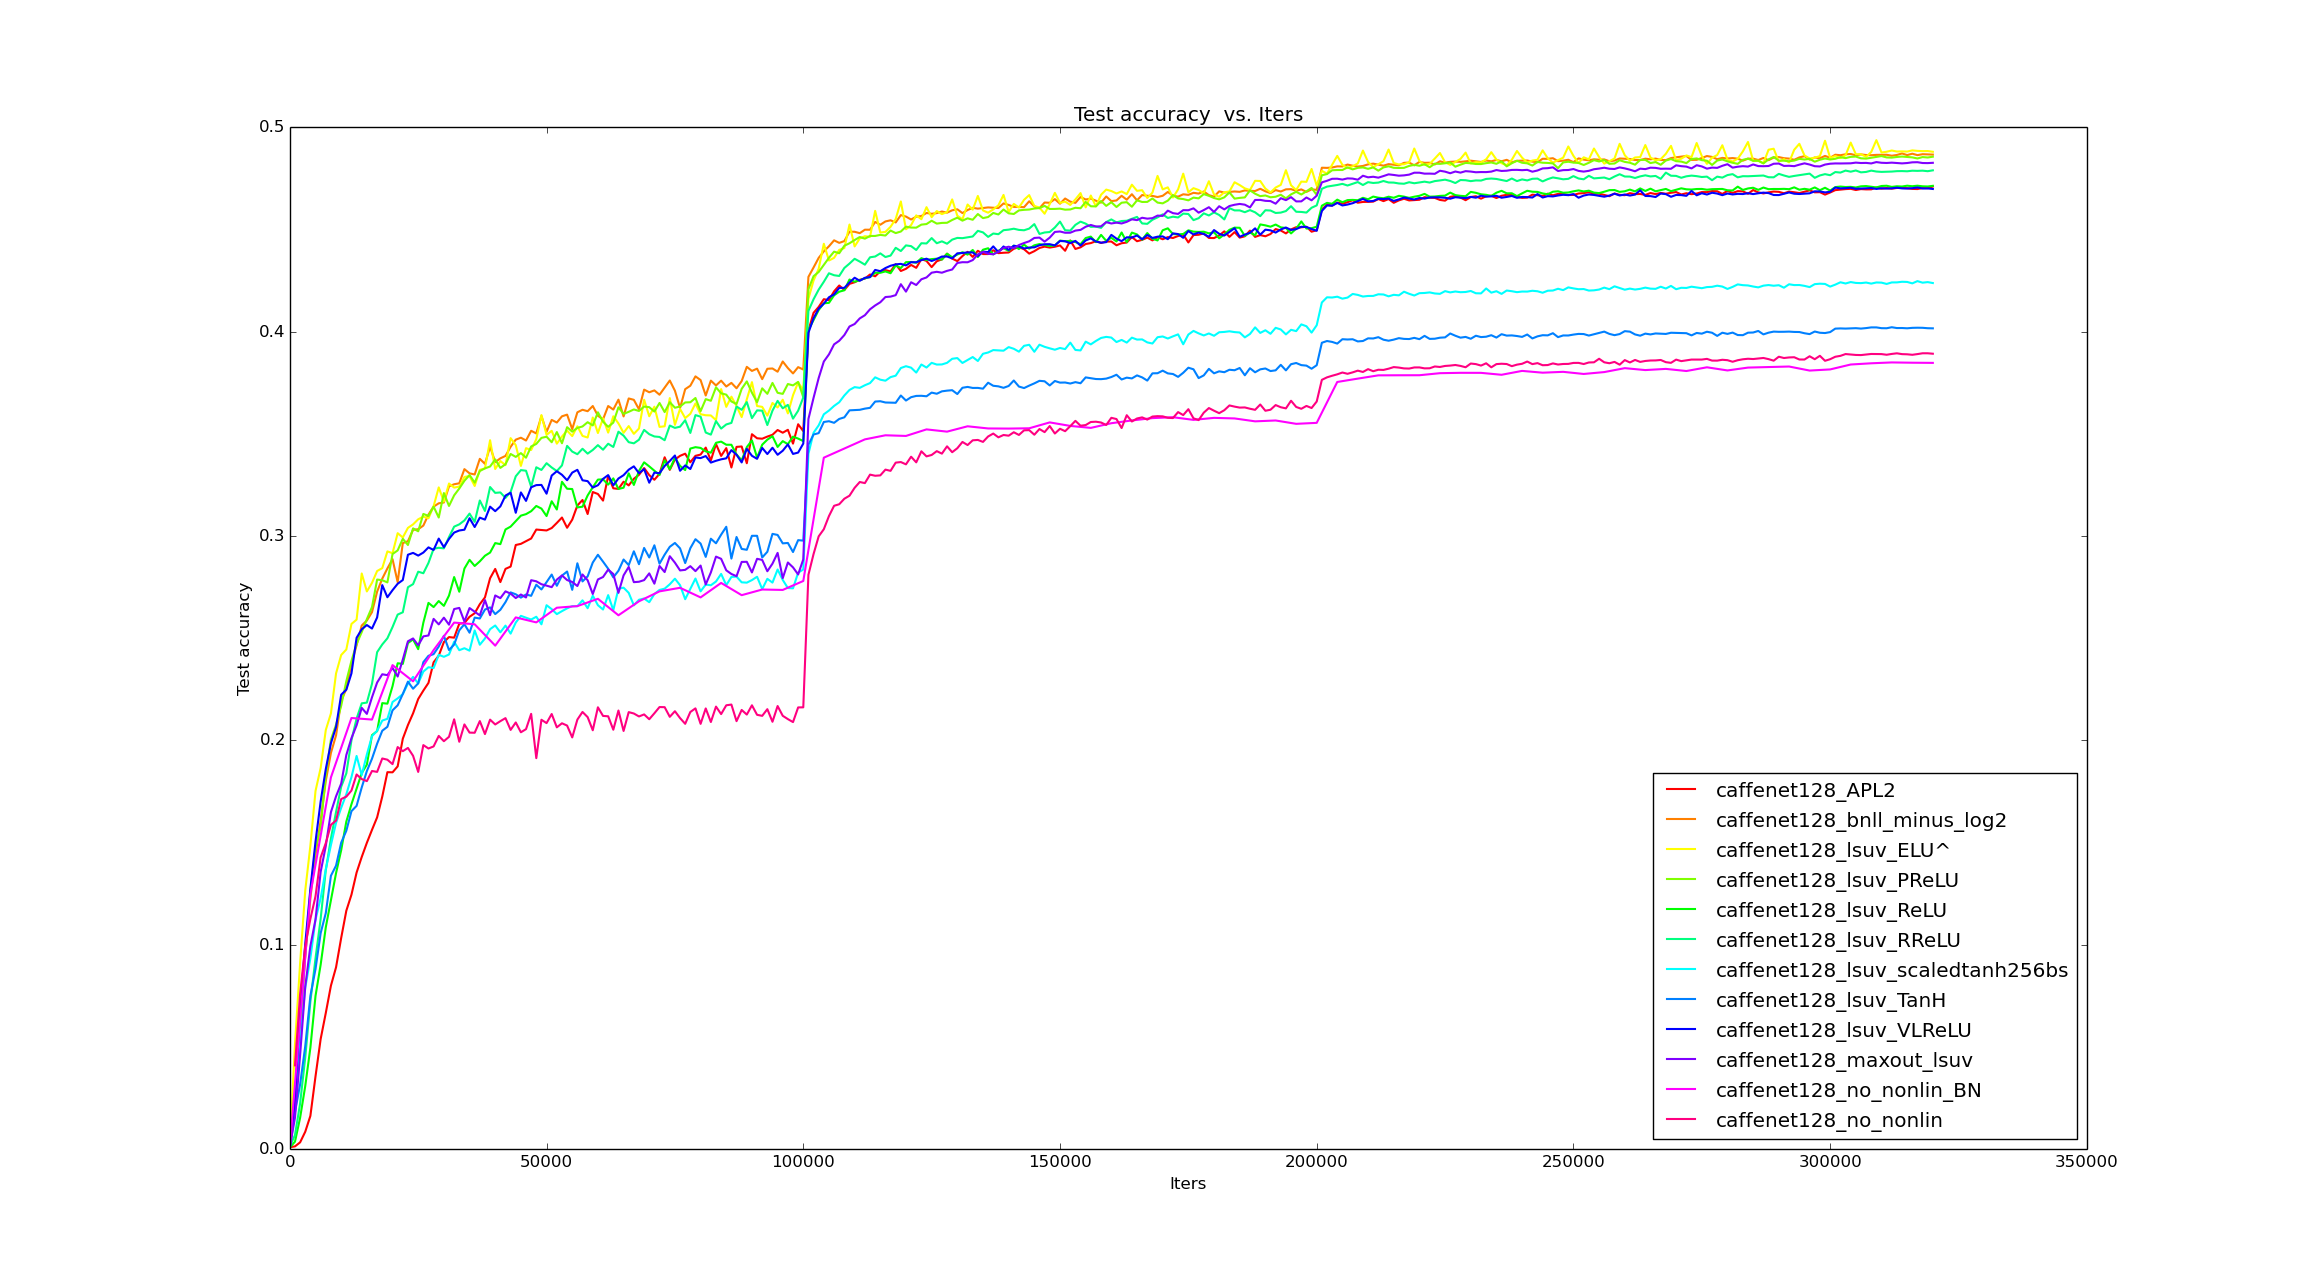 Test accuracy  vs. Iters
0.5
0.4
0.3
0.2
0.1
0.0
Test accuracy
0
50000
100000
150000
200000
250000
300000
350000
Iters
caffenet128_APL2
caffenet128_bnll_minus_log2
caffenet128_lsuv_ELU^
caffenet128_lsuv_PReLU
caffenet128_lsuv_ReLU
caffenet128_lsuv_RReLU
caffenet128_lsuv_scaledtanh256bs
caffenet128_lsuv_TanH
caffenet128_lsuv_VLReLU
caffenet128_maxout_lsuv
caffenet128_no_nonlin_BN
caffenet128_no_nonlin